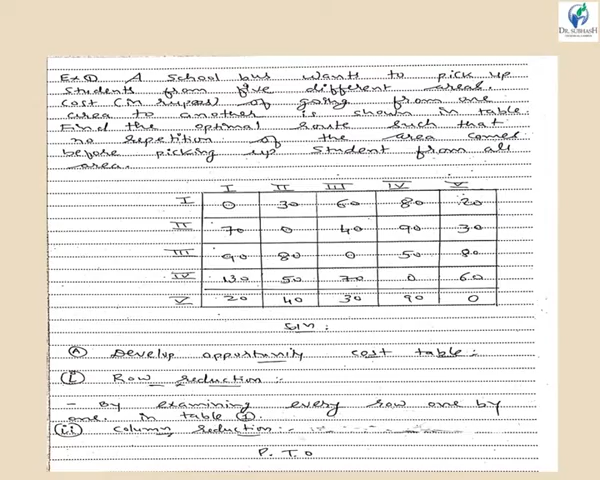 DR. SUBHASH
Ex ① A School bus wants to pick up
Students from five different areas.
Cost (In rupees) of going from one
area to another is shown in table.
Find the optimal route such that
no repetition of the area comes
before picking up student from all
area.
I II III IV V
I 0 30 60 80 20
II 70 0 40 90 30
III 90 80 0 50 80
IV 130 50 70 0 60
V 20 40 30 90 0
Sol :
Ⓐ Develop opportunity cost table :
(i) Row reduction :-
- By examining every row one by
one. in table ①.
(ii) column reduction :-
P. T. O